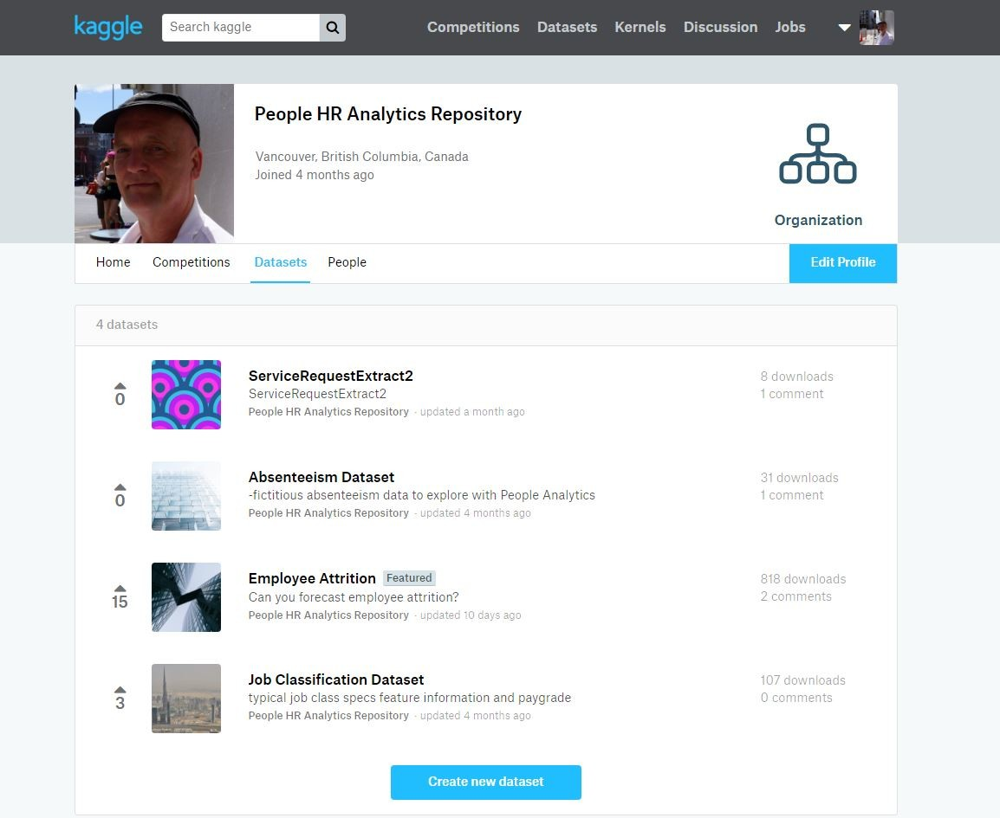 kaggle
Search kaggle
Competitions Datasets Kernels Discussion Jobs
People HR Analytics Repository
Vancouver, British Columbia, Canada
Joined 4 months ago
Organization
Home Competitions Datasets People
Edit Profile
4 datasets
0
ServiceRequestExtract2
ServiceRequestExtract2
People HR Analytics Repository · updated a month ago
8 downloads
1 comment
0
Absenteeism Dataset
-fictitious absenteeism data to explore with People Analytics
People HR Analytics Repository · updated 4 months ago
31 downloads
1 comment
15
Employee Attrition Featured
Can you forecast employee attrition?
People HR Analytics Repository · updated 10 days ago
818 downloads
2 comments
3
Job Classification Dataset
typical job class specs feature information and paygrade
People HR Analytics Repository · updated 4 months ago
107 downloads
0 comments
Create new dataset